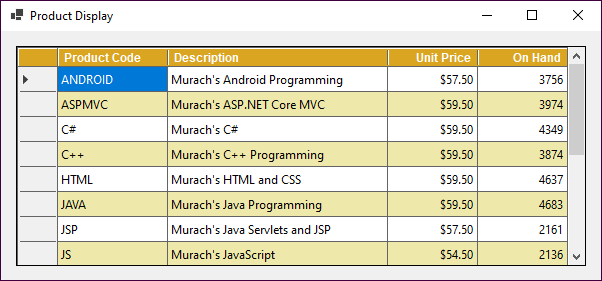 Product Display
Product Code Description Unit Price On Hand
ANDROID Murach's Android Programming $57.50 3756
ASPMVC Murach's ASP.NET Core MVC $59.50 3974
C# Murach's C# $59.50 4349
C++ Murach's C++ Programming $59.50 3874
HTML Murach's HTML and CSS $59.50 4637
JAVA Murach's Java Programming $59.50 4683
JSP Murach's Java Servlets and JSP $57.50 2161
JS Murach's JavaScript $54.50 2136